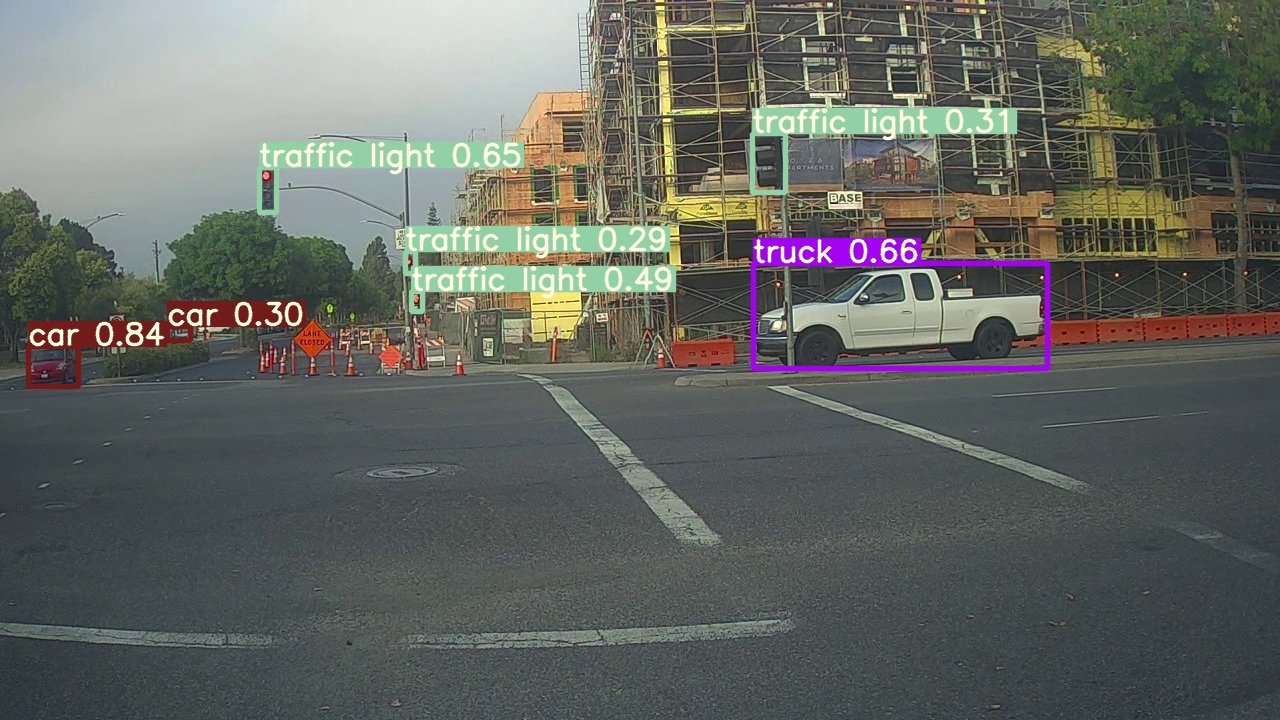 traffic light 0.31
traffic light 0.65
BASE
traffic light 0.29
truck 0.66
traffic light 0.49
car 0.30
car 0.84
LANE
CLOSED